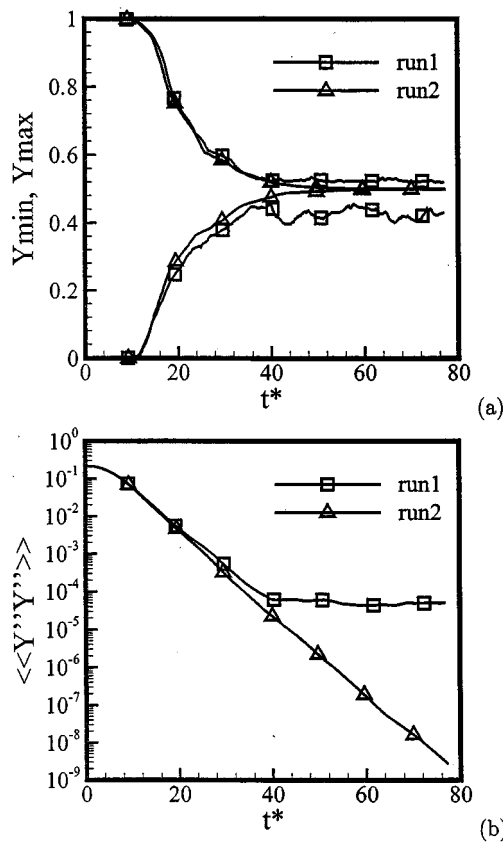 1
0.8
0.6
0.4
0.2
0
Ymin, Ymax
run1
run2
0 20 40 60 80
t*
(a)
10^0
10^-1
10^-2
10^-3
10^-4
10^-5
10^-6
10^-7
10^-8
10^-9
<<Y''Y''>>
run1
run2
0 20 40 60 80
t*
(b)